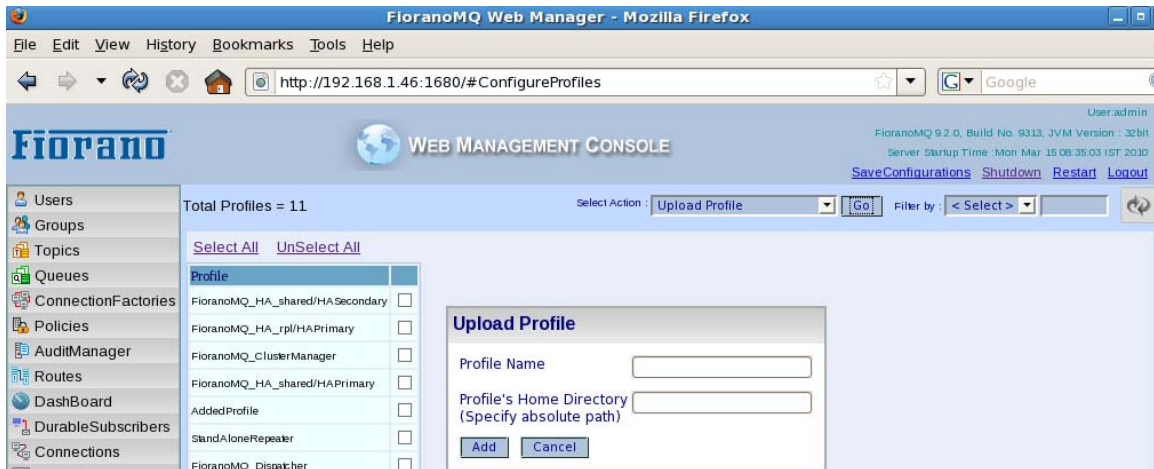 FioranoMQ Web Manager - Mozilla Firefox
File Edit View History Bookmarks Tools Help
http://192.168.1.46:1680/#ConfigureProfiles
G Google
User:admin
Fiorano
WEB MANAGEMENT CONSOLE
FioranoMQ 9.2.0, Build No. 9313, JVM Version : 32bit
Server Startup Time :Mon Mar 15 08:35:03 IST 2010
SaveConfigurations Shutdown Restart Logout
Users
Groups
Topics
Queues
ConnectionFactories
Policies
AuditManager
Routes
DashBoard
DurableSubscribers
Connections
Total Profiles = 11
Select Action : Upload Profile Go Filter by : < Select >
Select All UnSelect All
Profile
FioranoMQ_HA_shared/HASecondary
FioranoMQ_HA_rpl/HAPrimary
FioranoMQ_ClusterManager
FioranoMQ_HA_shared/HAPrimary
AddedProfile
StandAloneRepeater
FioranoMQ_Dispatcher
Upload Profile
Profile Name
Profile's Home Directory
(Specify absolute path)
Add Cancel